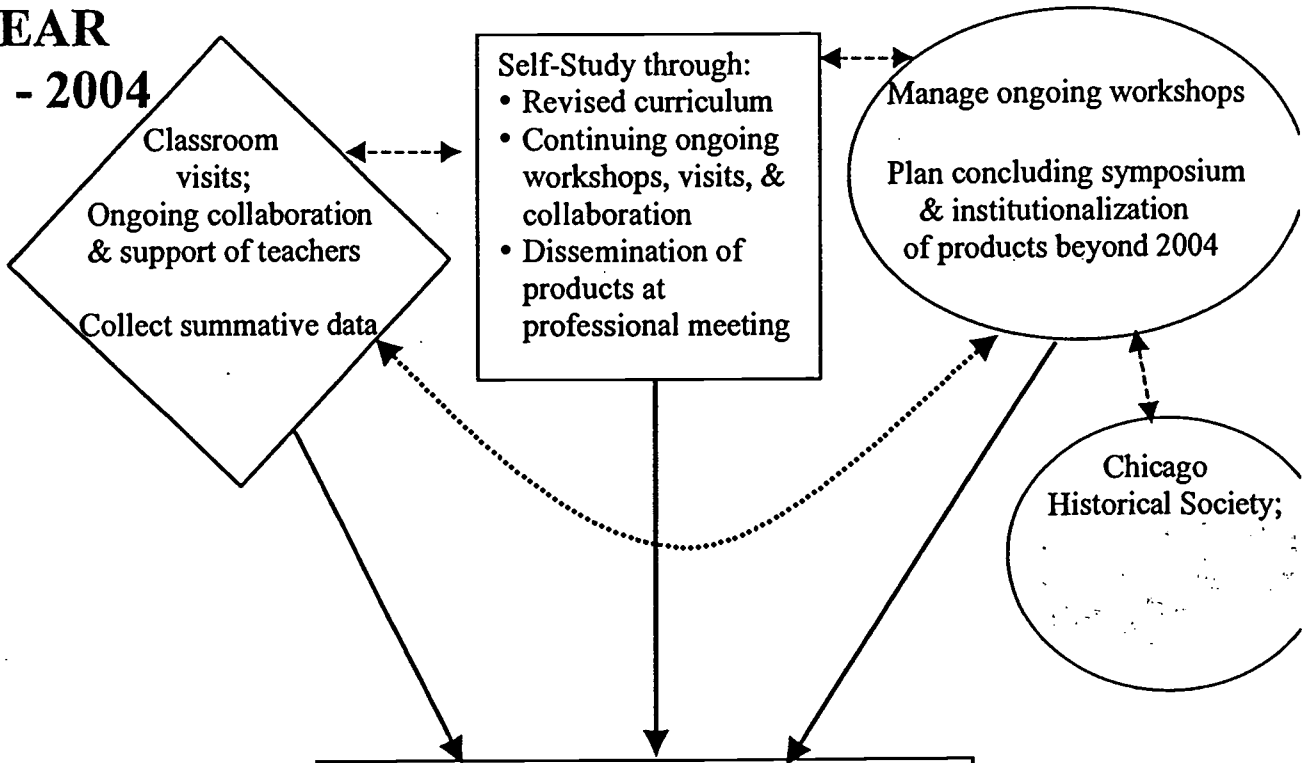 EAR
- 2004
Classroom
visits;
Ongoing collaboration
& support of teachers
Collect summative data
Self-Study through:
• Revised curriculum
• Continuing ongoing
workshops, visits, &
collaboration
• Dissemination of
products at
professional meeting
Manage ongoing workshops
Plan concluding symposium
& institutionalization
of products beyond 2004
Chicago
Historical Society;